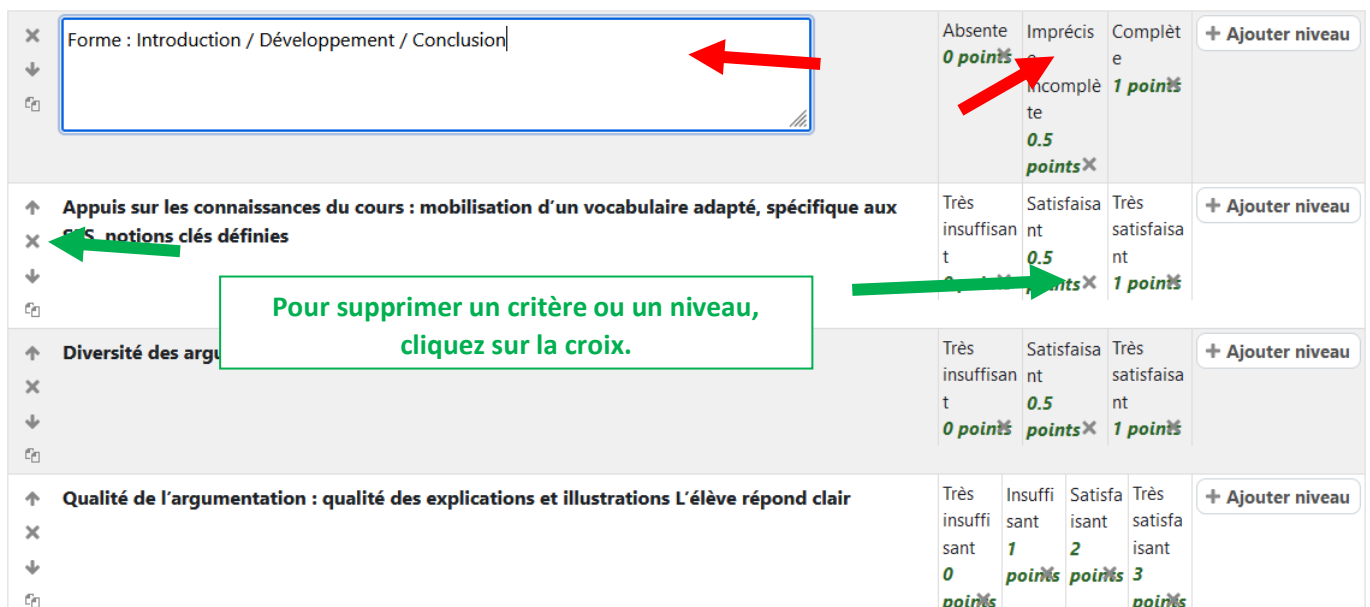 Forme : Introduction / Développement / Conclusion
Absente
0 points
Imprécis
incomplè
te
0.5
points
Complèt
e
1 points
+ Ajouter niveau
Appuis sur les connaissances du cours : mobilisation d’un vocabulaire adapté, spécifique aux
SES, notions clés définies
Très
insuffisan
t
0 points
Satisfaisa
nt
0.5
points
Très
satisfaisa
nt
1 points
+ Ajouter niveau
Pour supprimer un critère ou un niveau,
cliquez sur la croix.
Diversité des argu
Très
insuffisan
t
0 points
Satisfaisa
nt
0.5
points
Très
satisfaisa
nt
1 points
+ Ajouter niveau
Qualité de l’argumentation : qualité des explications et illustrations L’élève répond clair
Très
insuffi
sant
0
points
Insuffi
sant
1
points
Satisfa
isant
2
points
Très
satisfa
isant
3
points
+ Ajouter niveau